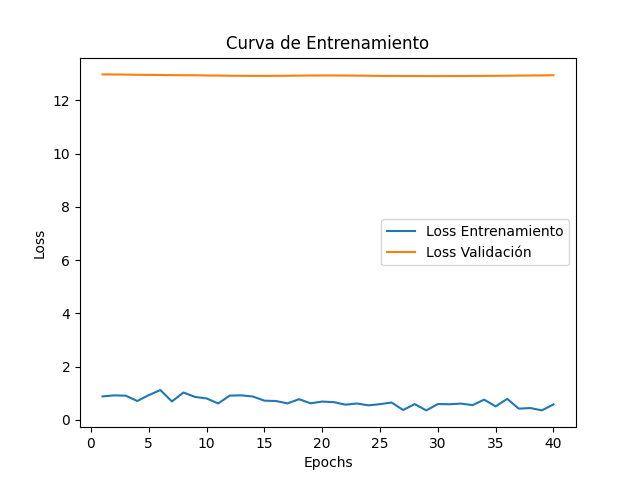 Curva de Entrenamiento
Loss
12
10
8
6
4
2
0
Loss Entrenamiento
Loss Validación
0 5 10 15 20 25 30 35 40
Epochs